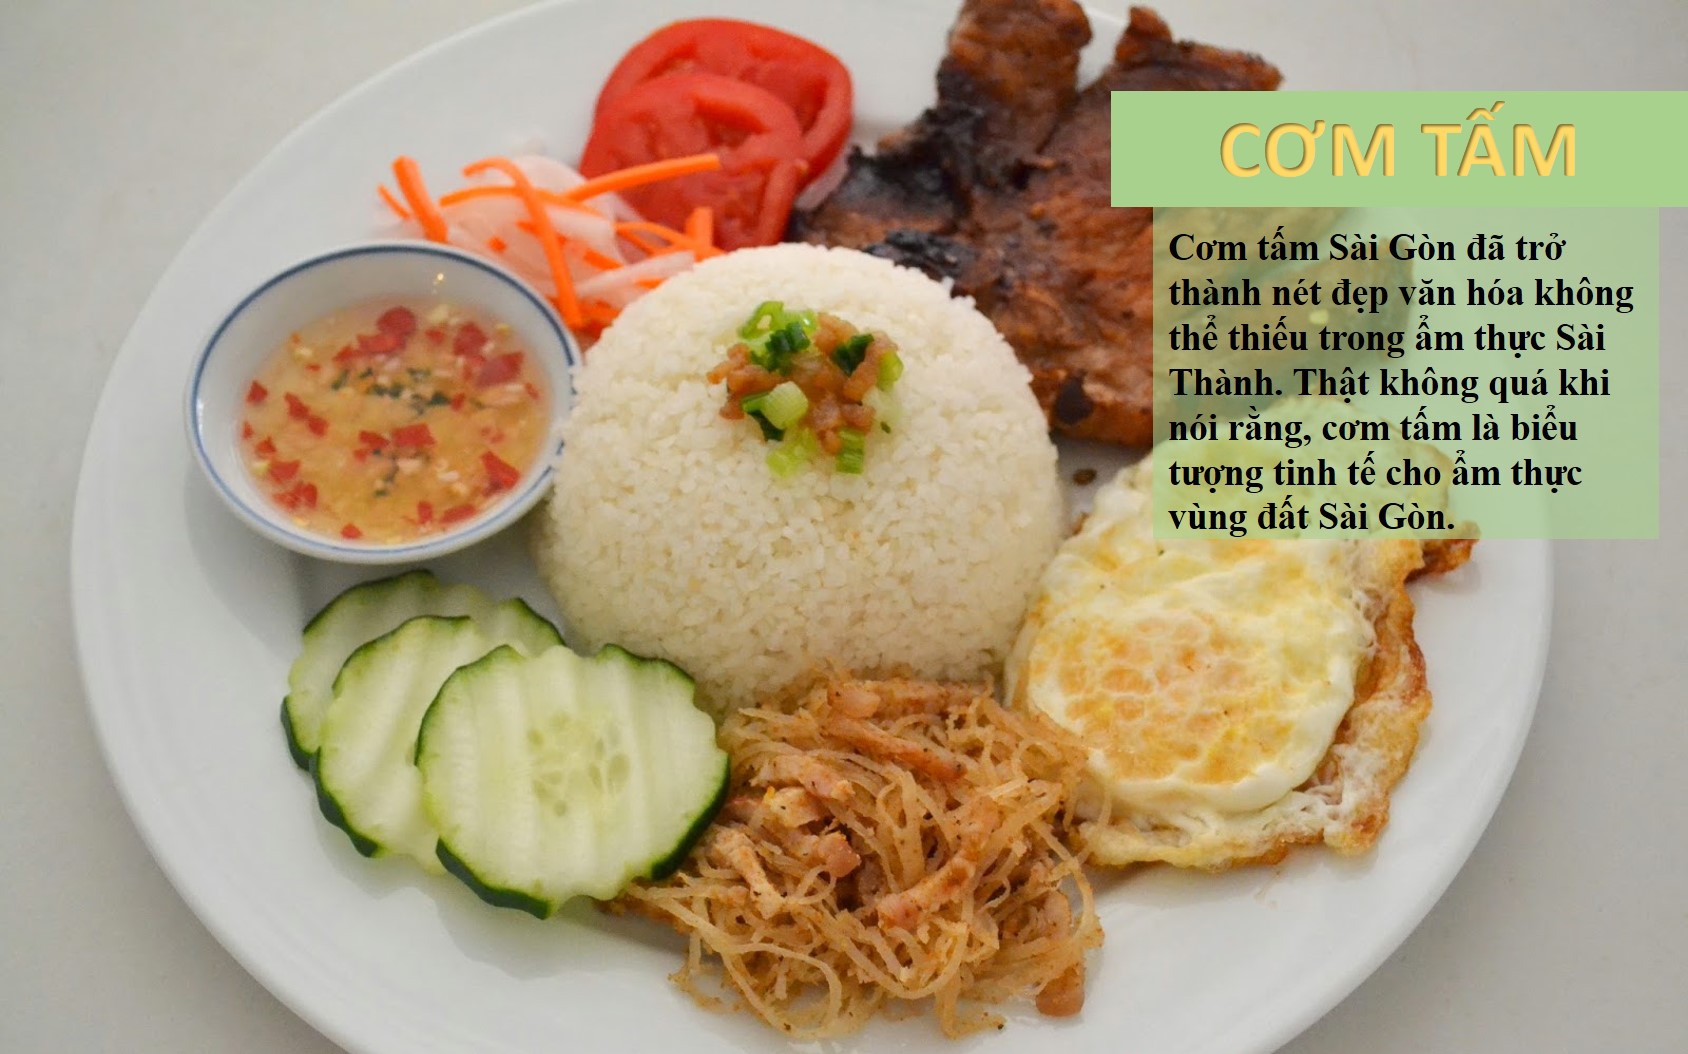 CƠM TẤM
Cơm tấm Sài Gòn đã trở
thành nét đẹp văn hóa không
thể thiếu trong ẩm thực Sài
Thành. Thật không quá khi
nói rằng, cơm tấm là biểu
tượng tinh tế cho ẩm thực
vùng đất Sài Gòn.